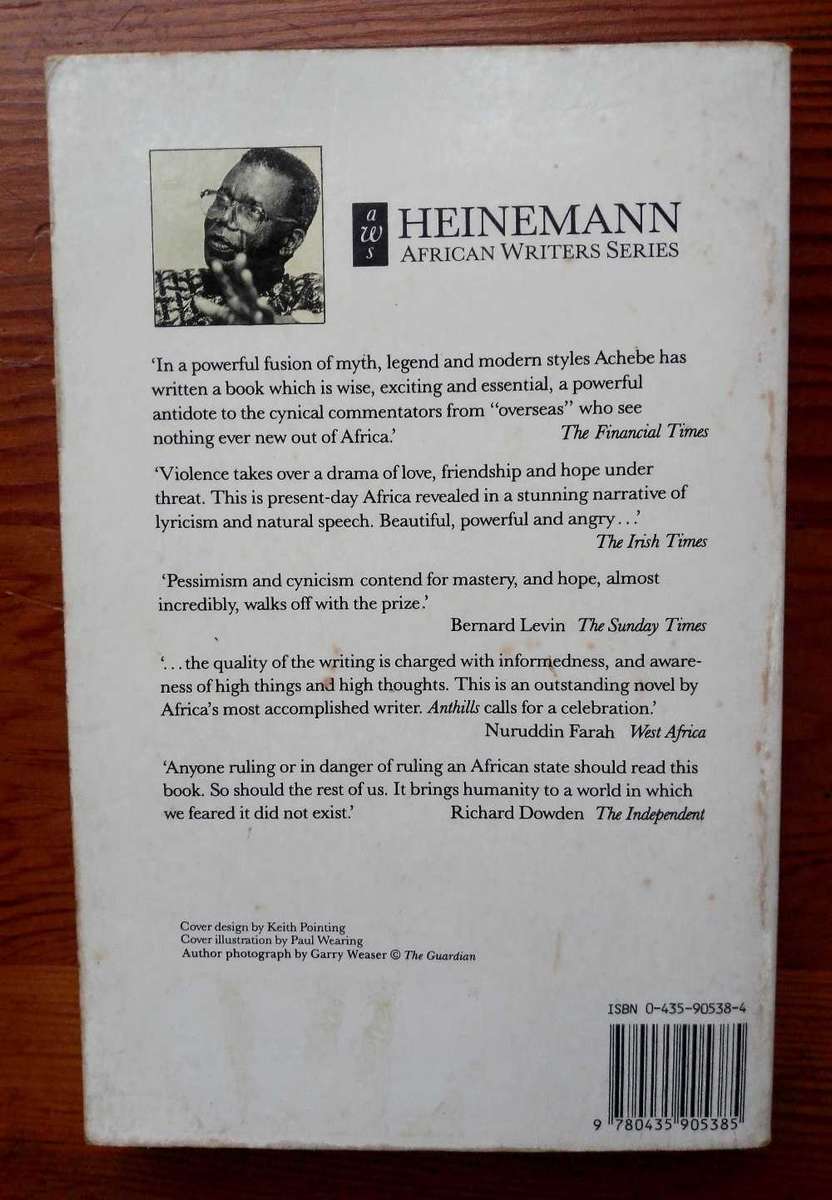 a
w
s
HEINEMANN
AFRICAN WRITERS SERIES
‘In a powerful fusion of myth, legend and modern styles Achebe has
written a book which is wise, exciting and essential, a powerful
antidote to the cynical commentators from “overseas” who see
nothing ever new out of Africa.’ The Financial Times
‘Violence takes over a drama of love, friendship and hope under
threat. This is present-day Africa revealed in a stunning narrative of
lyricism and natural speech. Beautiful, powerful and angry . . .’
The Irish Times
‘Pessimism and cynicism contend for mastery, and hope, almost
incredibly, walks off with the prize.’
Bernard Levin The Sunday Times
‘. . . the quality of the writing is charged with informedness, and aware-
ness of high things and high thoughts. This is an outstanding novel by
Africa’s most accomplished writer. Anthills calls for a celebration.’
Nuruddin Farah West Africa
‘Anyone ruling or in danger of ruling an African state should read this
book. So should the rest of us. It brings humanity to a world in which
we feared it did not exist.’ Richard Dowden The Independent
Cover design by Keith Pointing
Cover illustration by Paul Wearing
Author photograph by Garry Weaser © The Guardian
ISBN 0-435-90538-4
9 780435 905385